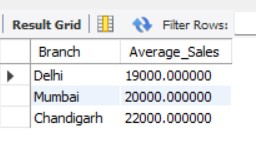 Result Grid Filter Rows:
Branch Average_Sales
Delhi 19000.000000
Mumbai 20000.000000
Chandigarh 22000.000000